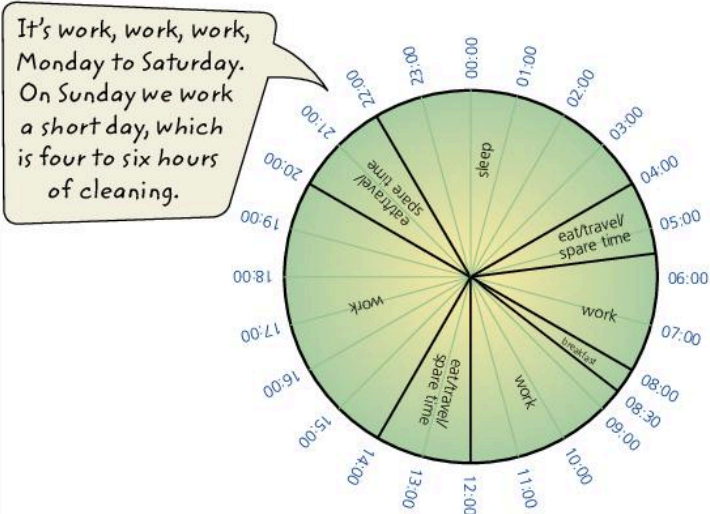 It's work, work, work,
Monday to Saturday.
On Sunday we work
a short day, which
is four to six hours
of cleaning.
00:00
01:00
02:00
03:00
04:00
05:00
06:00
07:00
08:00
08:30
09:00
10:00
11:00
12:00
13:00
14:00
15:00
16:00
17:00
18:00
19:00
20:00
21:00
22:00
23:00
sleep
eat/travel/
spare time
work
breakfast
work
eat/travel/
spare time
work
eat/travel/
spare time